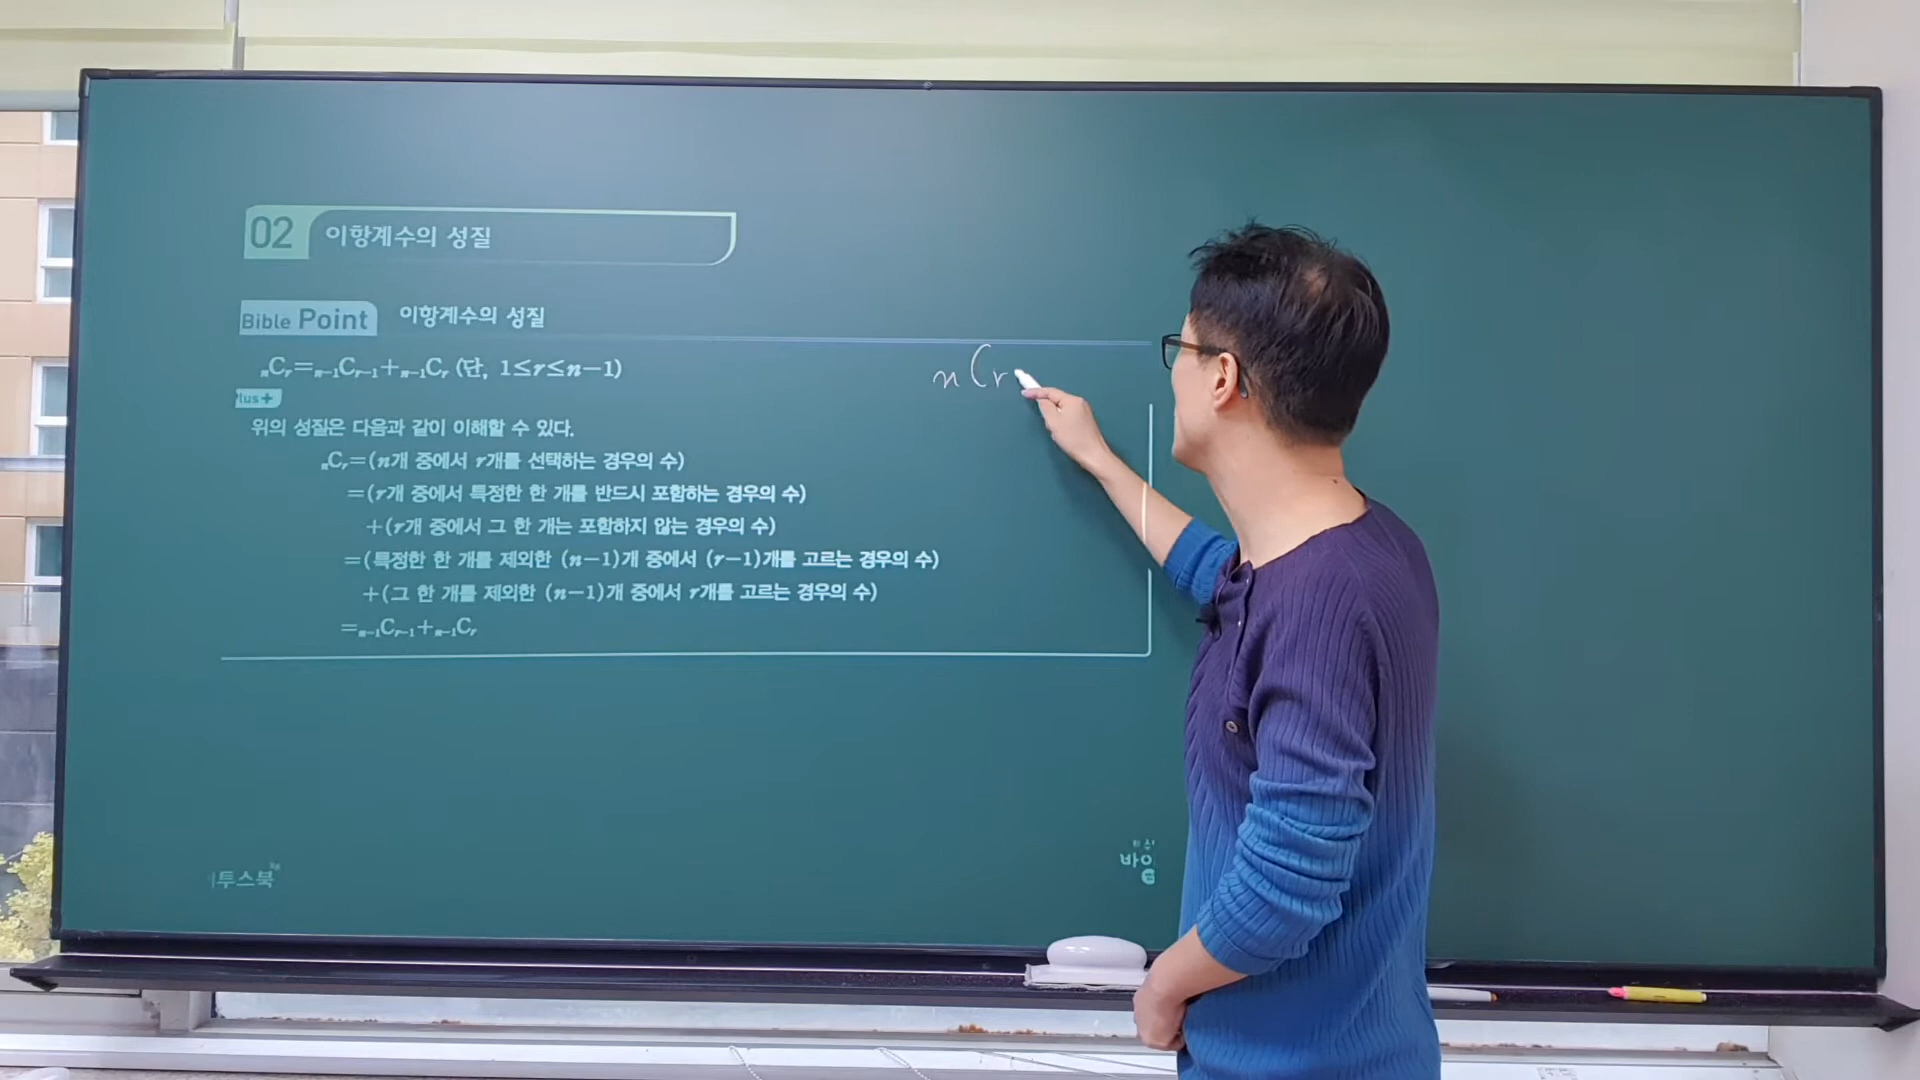 02 이항계수의 성질
Bible Point 이항계수의 성질
ₙCᵣ=ₙ₋₁Cᵣ₋₁+ₙ₋₁Cᵣ (단, 1≤r≤n-1)
nCr
lus+
위의 성질은 다음과 같이 이해할 수 있다.
ₙCᵣ=(n개 중에서 r개를 선택하는 경우의 수)
=(r개 중에서 특정한 한 개를 반드시 포함하는 경우의 수)
+(r개 중에서 그 한 개는 포함하지 않는 경우의 수)
=(특정한 한 개를 제외한 (n-1)개 중에서 (r-1)개를 고르는 경우의 수)
+(그 한 개를 제외한 (n-1)개 중에서 r개를 고르는 경우의 수)
=ₙ₋₁Cᵣ₋₁+ₙ₋₁Cᵣ
투스북